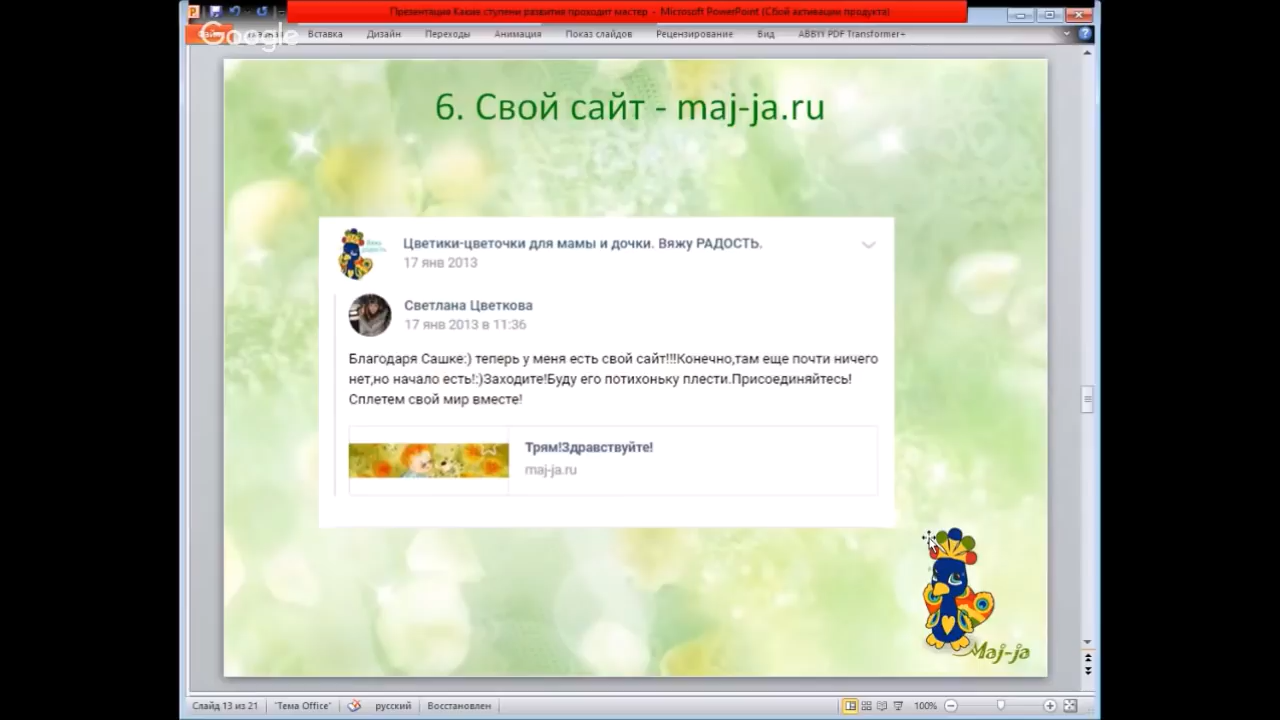 Презентация Какие ступени развития проходит мастер - Microsoft PowerPoint (Сбой активации продукта)
Google
Вставка Дизайн Переходы Анимация Показ слайдов Рецензирование Вид ABBYY PDF Transformer+
6. Свой сайт - maj-ja.ru
Цветики-цветочки для мамы и дочки. Вяжу РАДОСТЬ.
17 янв 2013
Светлана Цветкова
17 янв 2013 в 11:36
Благодаря Сашке:) теперь у меня есть свой сайт!!!Конечно,там еще почти ничего
нет,но начало есть!:)Заходите!Буду его потихоньку плести.Присоединяйтесь!
Сплетем свой мир вместе!
Трям!Здравствуйте!
maj-ja.ru
Maj-ja
Слайд 13 из 21 "Тема Office" русский Восстановлен 100%